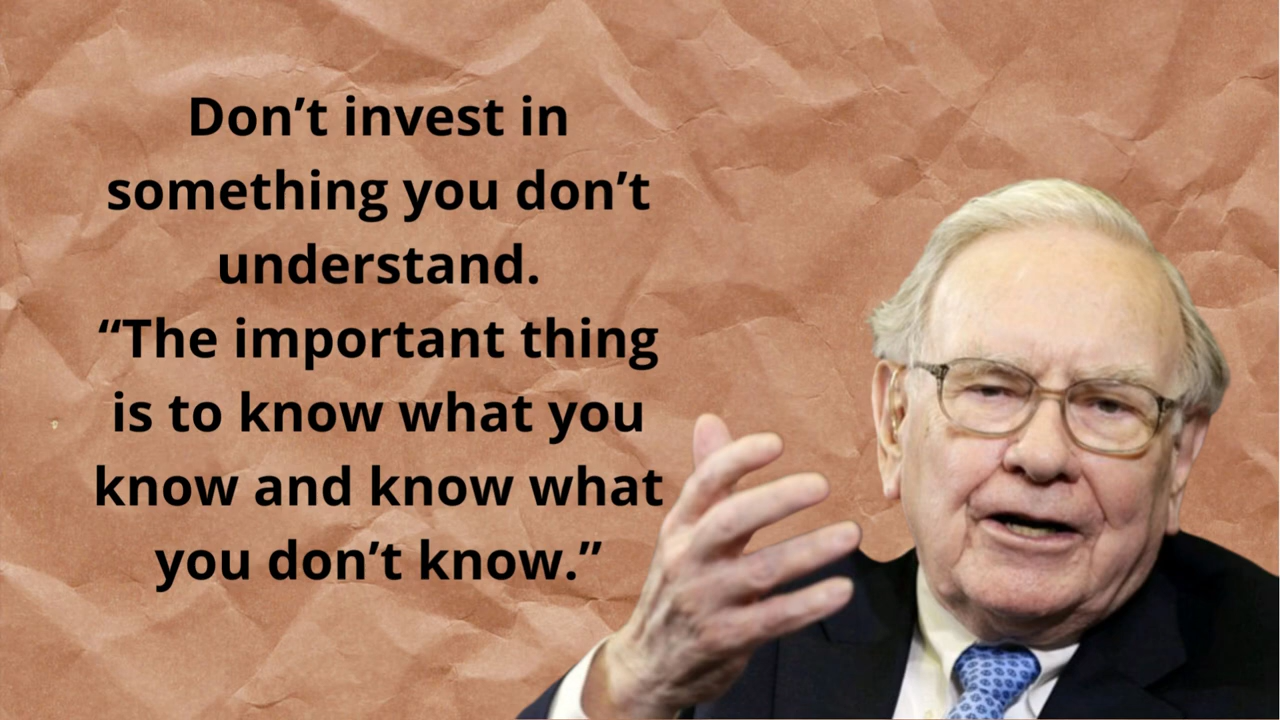 Don’t invest in
something you don’t
understand.
“The important thing
is to know what you
know and know what
you don’t know.”